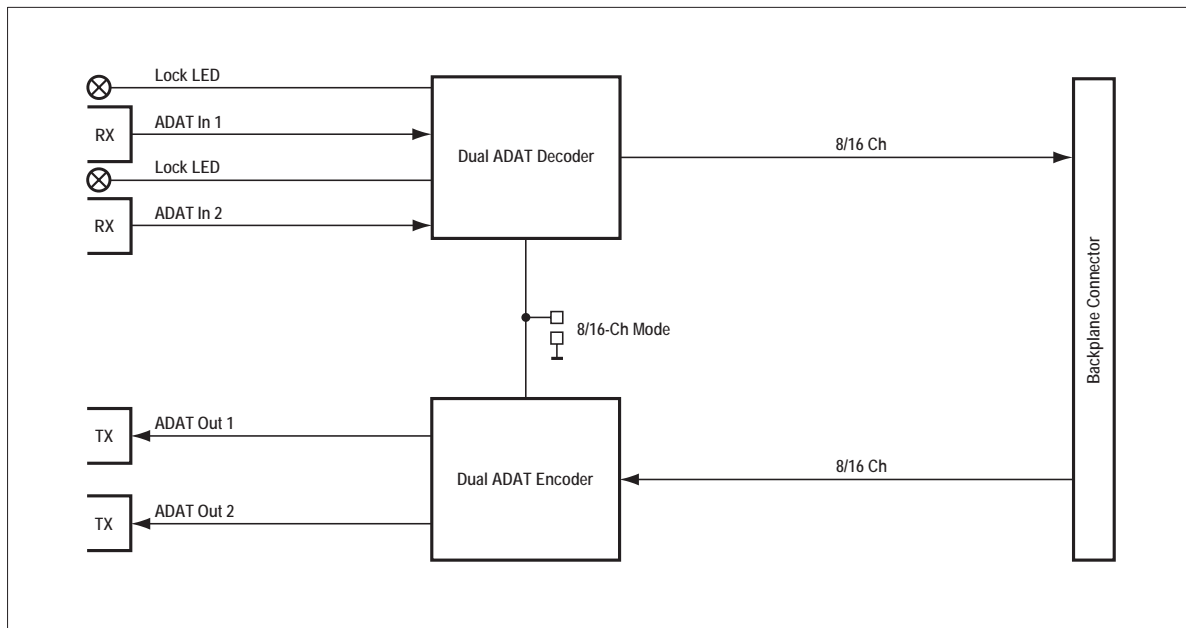 Lock LED
RX
ADAT In 1
Lock LED
RX
ADAT In 2
Dual ADAT Decoder
8/16 Ch
8/16-Ch Mode
Backplane Connector
TX
ADAT Out 1
TX
ADAT Out 2
Dual ADAT Encoder
8/16 Ch